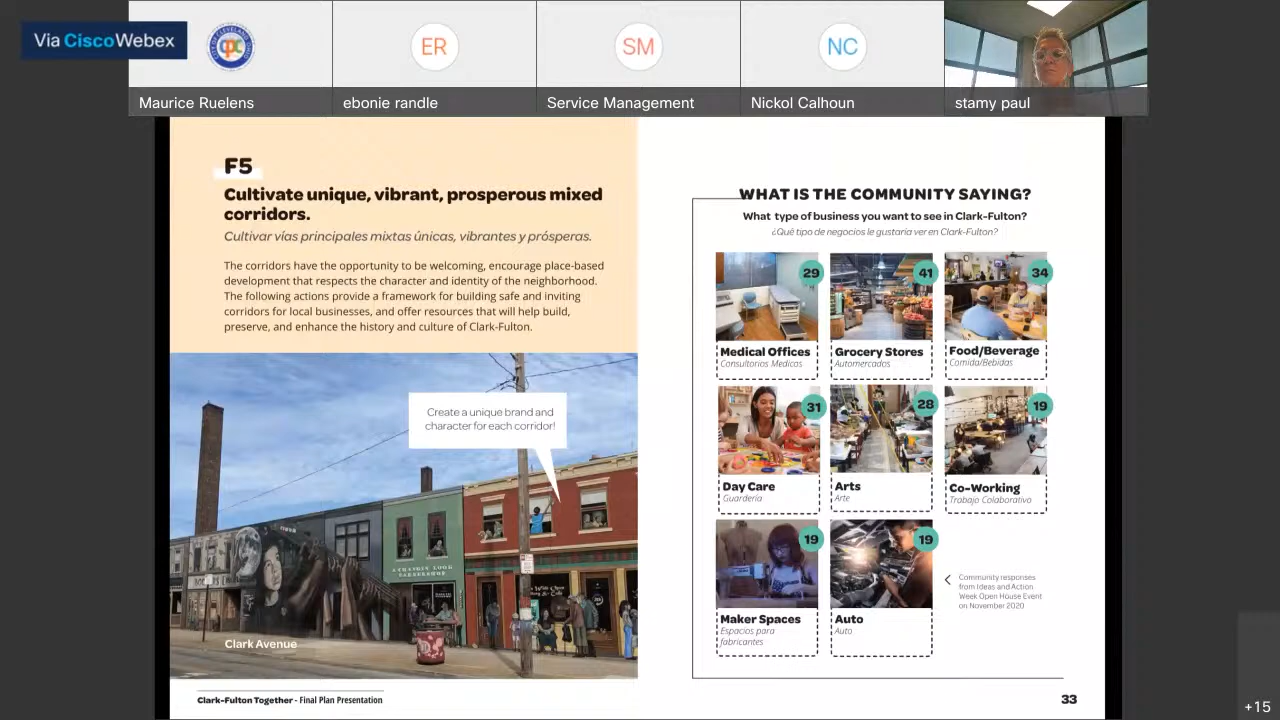 Via CiscoWebex
ER
SM
NC
Maurice Ruelens
ebonie randle
Service Management
Nickol Calhoun
stamy paul
F5
Cultivate unique, vibrant, prosperous mixed
corridors.
Cultivar vías principales mixtas únicas, vibrantes y prósperas.
The corridors have the opportunity to be welcoming, encourage place-based
development that respects the character and identity of the neighborhood.
The following actions provide a framework for building safe and inviting
corridors for local businesses, and offer resources that will help build,
preserve, and enhance the history and culture of Clark-Fulton.
Create a unique brand and
character for each corridor!
BARBERSHOP
Clark Avenue
Clark-Fulton Together - Final Plan Presentation
WHAT IS THE COMMUNITY SAYING?
What type of business you want to see in Clark-Fulton?
¿Qué tipo de negocios le gustaría ver en Clark-Fulton?
29
41
34
Medical Offices
Consultorios Medicos
Grocery Stores
Automercados
Food/Beverage
Comida/Bebidas
31
28
19
Day Care
Guardería
Arts
Arte
Co-Working
Trabajo Colaborativo
19
19
Maker Spaces
Espacios para
fabricantes
Auto
Auto
Community responses
from Ideas and Action
Week Open House Event
on November 2020
33
+15